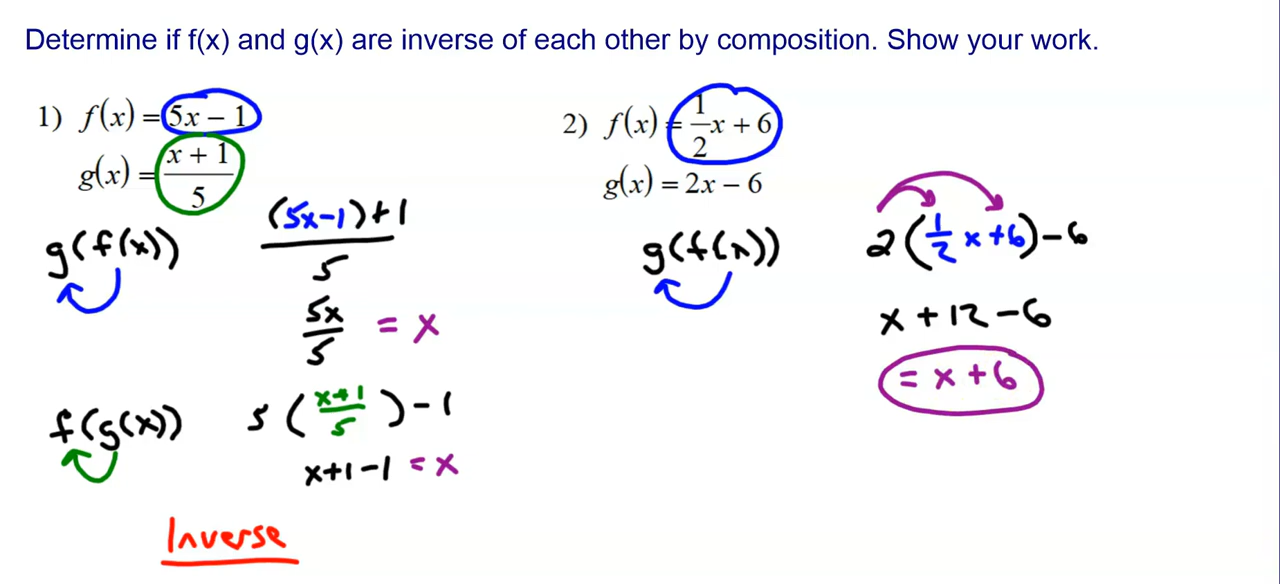 Determine if f(x) and g(x) are inverse of each other by composition. Show your work.
1) f(x) = 5x − 1
g(x) = (x + 1)/5
g(f(x)) ((5x-1)+1)/5
5x/5 = x
f(g(x)) 5((x+1)/5)-1
x+1-1 = x
Inverse
2) f(x) = 1/2 x + 6
g(x) = 2x − 6
g(f(x)) 2(1/2 x+6)-6
x+12-6
= x+6